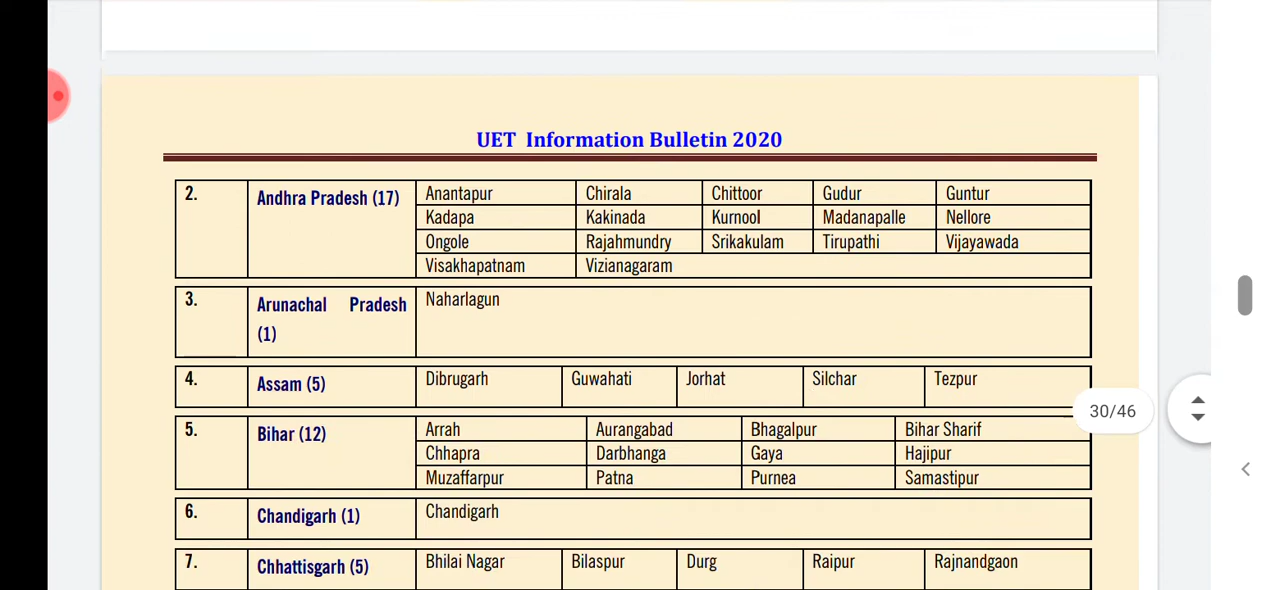 UET Information Bulletin 2020
2. Andhra Pradesh (17) Anantapur Chirala Chittoor Gudur Guntur
Kadapa Kakinada Kurnool Madanapalle Nellore
Ongole Rajahmundry Srikakulam Tirupathi Vijayawada
Visakhapatnam Vizianagaram
3. Arunachal Pradesh Naharlagun
(1)
4. Assam (5) Dibrugarh Guwahati Jorhat Silchar Tezpur
30/46
5. Bihar (12) Arrah Aurangabad Bhagalpur Bihar Sharif
Chhapra Darbhanga Gaya Hajipur
Muzaffarpur Patna Purnea Samastipur
6. Chandigarh (1) Chandigarh
7. Chhattisgarh (5) Bhilai Nagar Bilaspur Durg Raipur Rajnandgaon